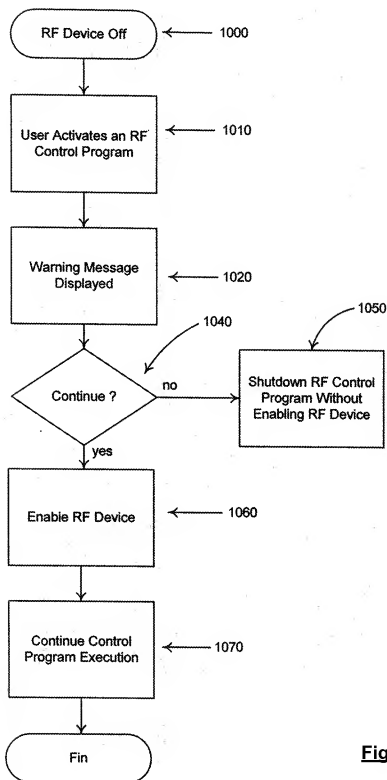 RF Device Off
1000
User Activates an RF
Control Program
1010
Warning Message
Displayed
1020
1040
1050
Continue ?
no
Shutdown RF Control
Program Without
Enabling RF Device
yes
Enable RF Device
1060
Continue Control
Program Execution
1070
Fin
Fig